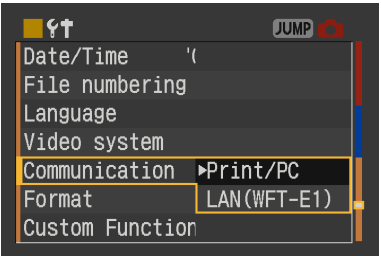 JUMP
Date/Time '(
File numbering
Language
Video system
Communication ▶Print/PC
Format LAN(WFT-E1)
Custom Function